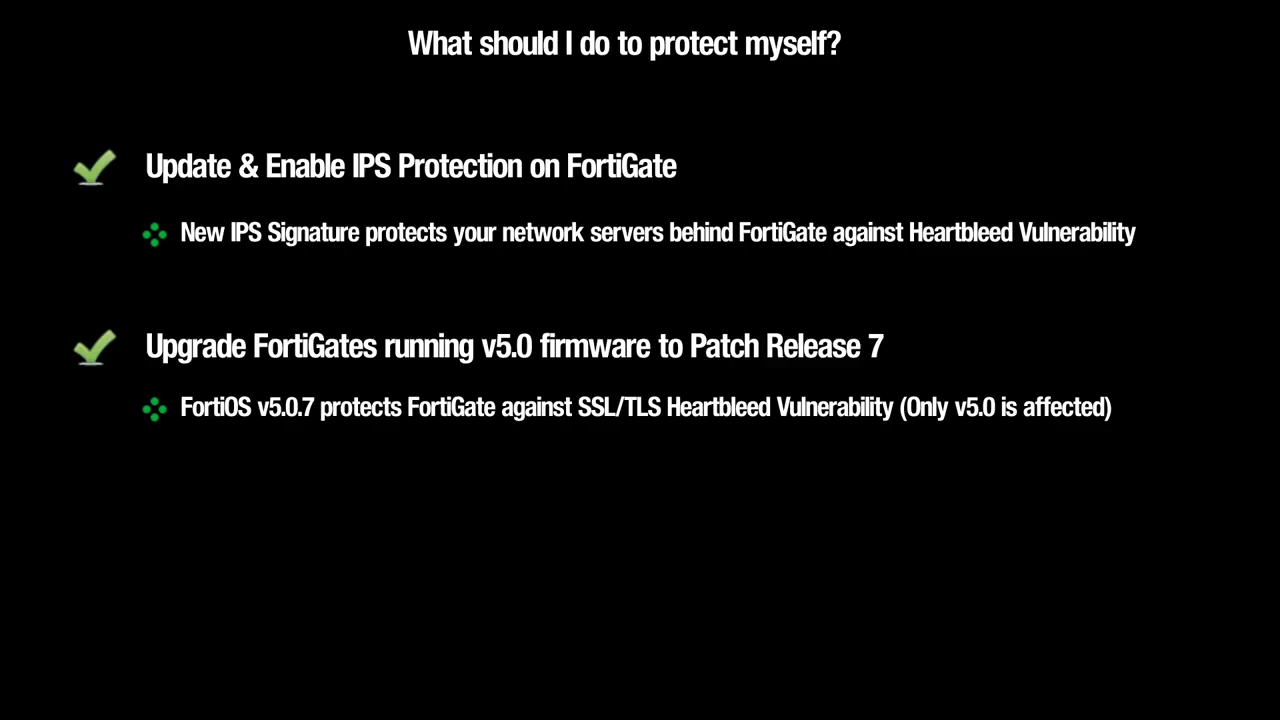 What should I do to protect myself?
Update & Enable IPS Protection on FortiGate
New IPS Signature protects your network servers behind FortiGate against Heartbleed Vulnerability
Upgrade FortiGates running v5.0 firmware to Patch Release 7
FortiOS v5.0.7 protects FortiGate against SSL/TLS Heartbleed Vulnerability (Only v5.0 is affected)